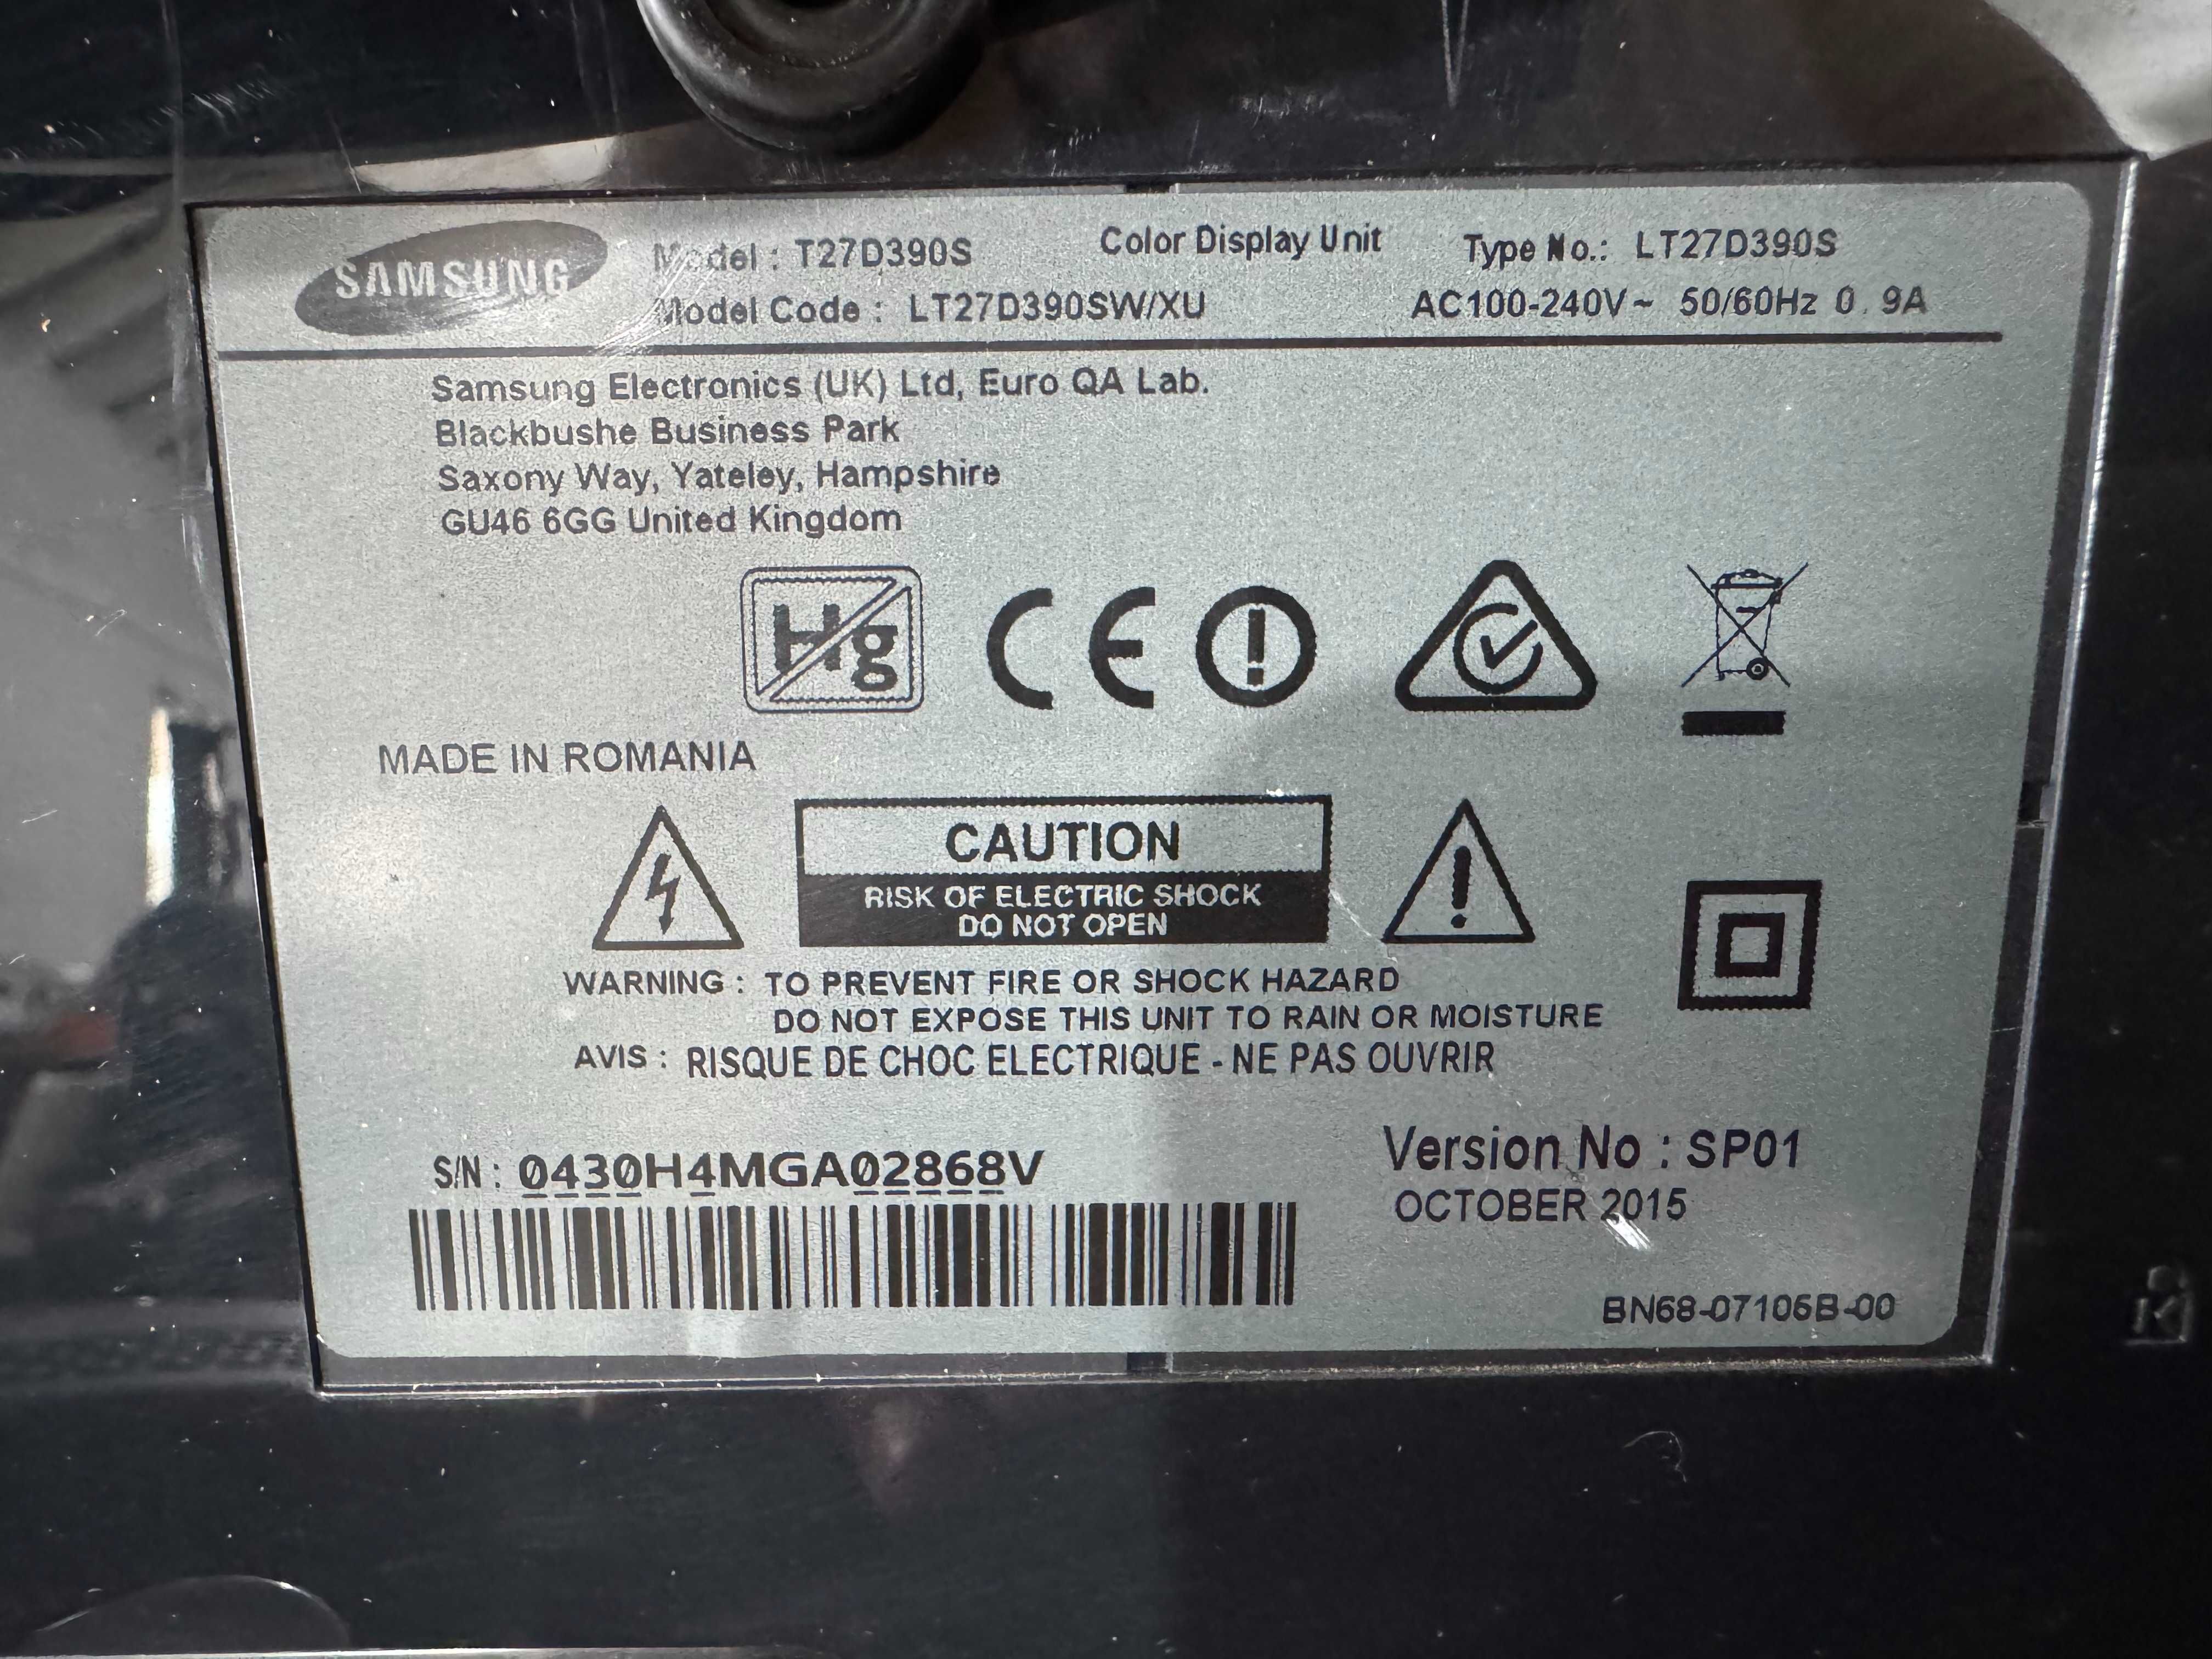 SAMSUNG
Model : T27D390S Color Display Unit Type No.: LT27D390S
Model Code : LT27D390SW/XU AC100-240V~ 50/60Hz 0.9A
Samsung Electronics (UK) Ltd, Euro QA Lab.
Blackbushe Business Park
Saxony Way, Yateley, Hampshire
GU46 6GG United Kingdom
Hg CE
MADE IN ROMANIA
CAUTION
RISK OF ELECTRIC SHOCK
DO NOT OPEN
WARNING : TO PREVENT FIRE OR SHOCK HAZARD
DO NOT EXPOSE THIS UNIT TO RAIN OR MOISTURE
AVIS : RISQUE DE CHOC ELECTRIQUE - NE PAS OUVRIR
S/N : 0430H4MGA02868V
Version No : SP01
OCTOBER 2015
BN68-07106B-00